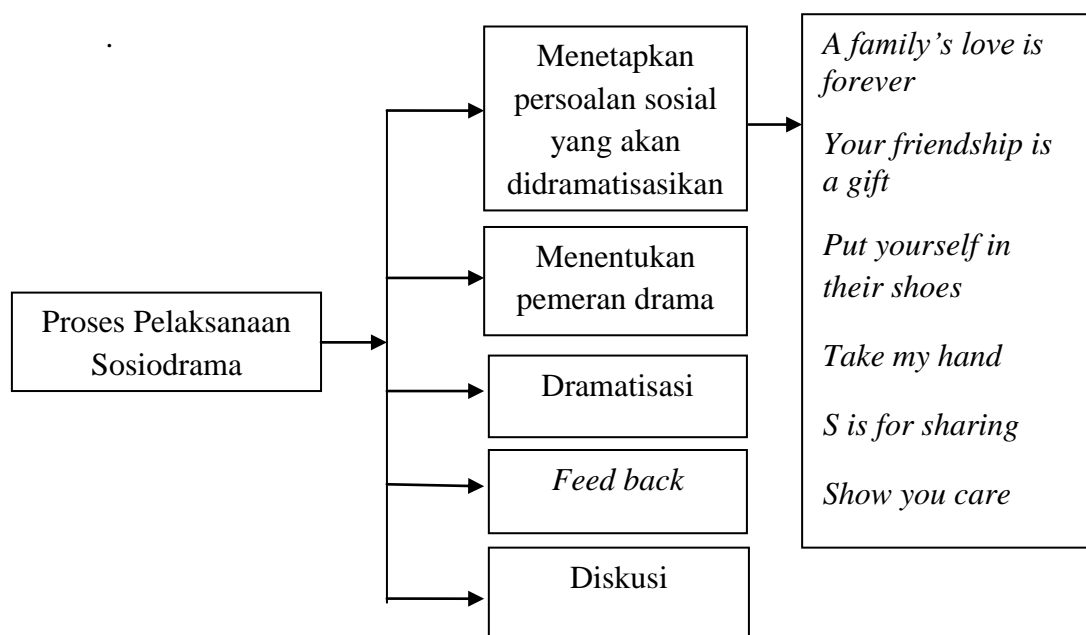 Proses Pelaksanaan
Sosiodrama
Menetapkan
persoalan sosial
yang akan
didramatisasikan
Menentukan
pemeran drama
Dramatisasi
Feed back
Diskusi
A family’s love is
forever
Your friendship is
a gift
Put yourself in
their shoes
Take my hand
S is for sharing
Show you care